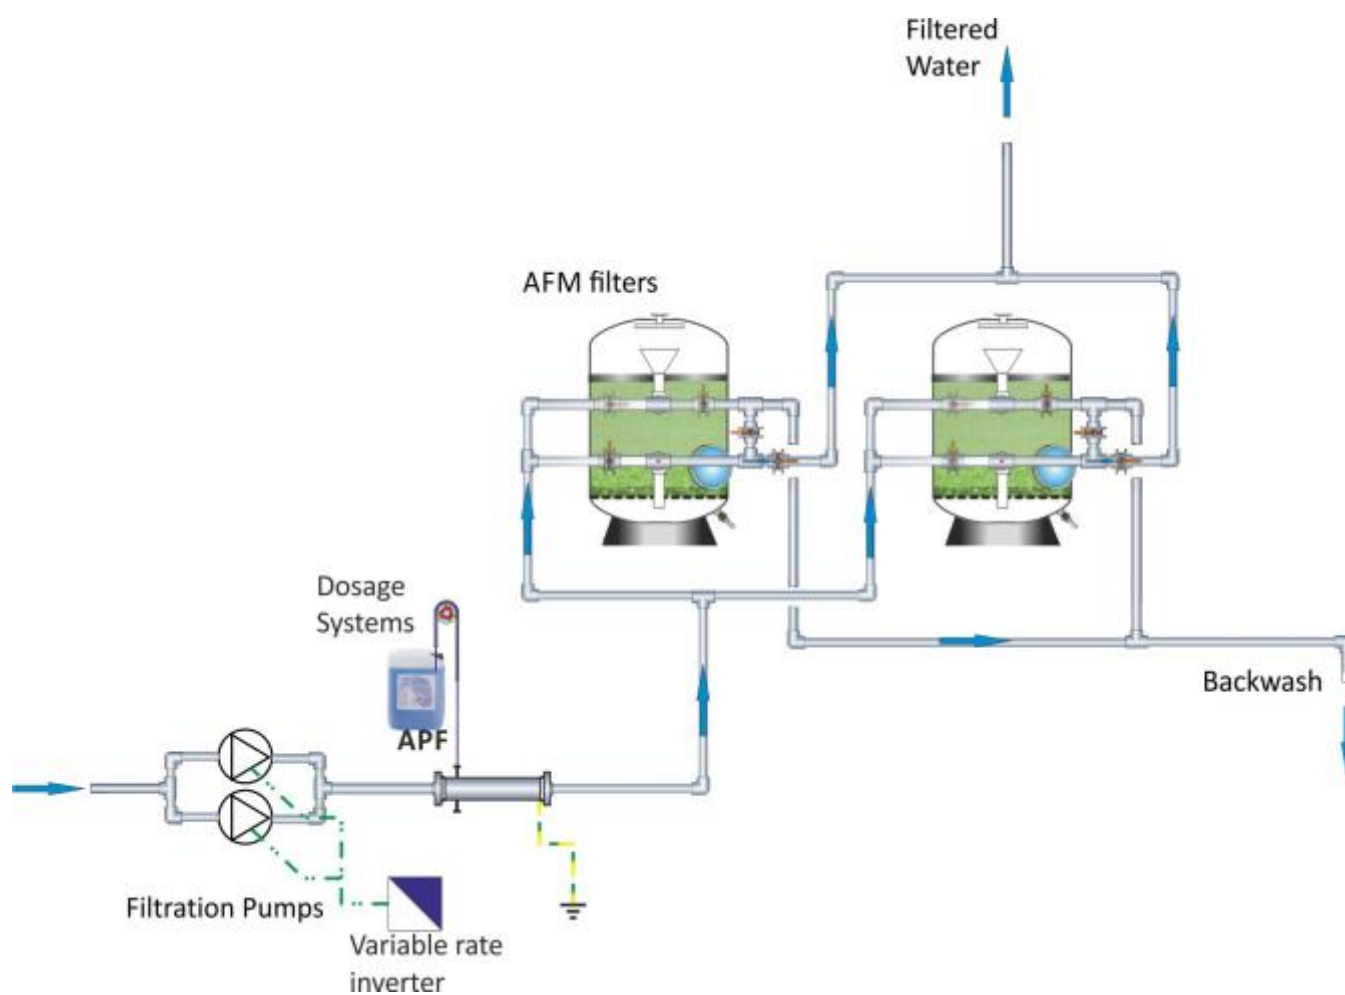 Filtered
Water
AFM filters
Dosage
Systems
APF
Backwash
Filtration Pumps
Variable rate
inverter